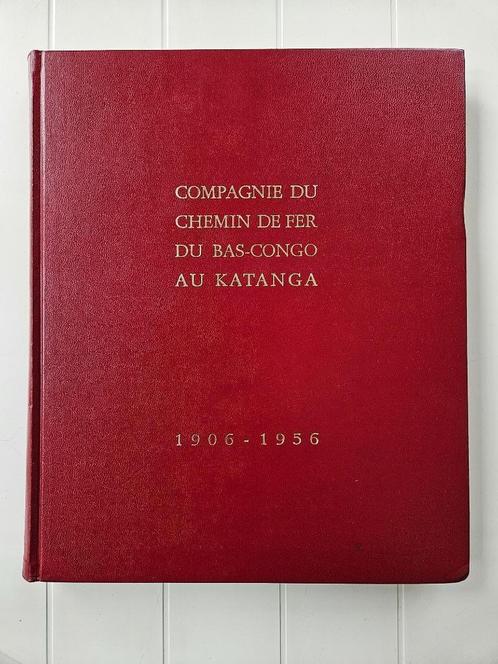 COMPAGNIE DU
CHEMIN DE FER
DU BAS-CONGO
AU KATANGA
1906-1956